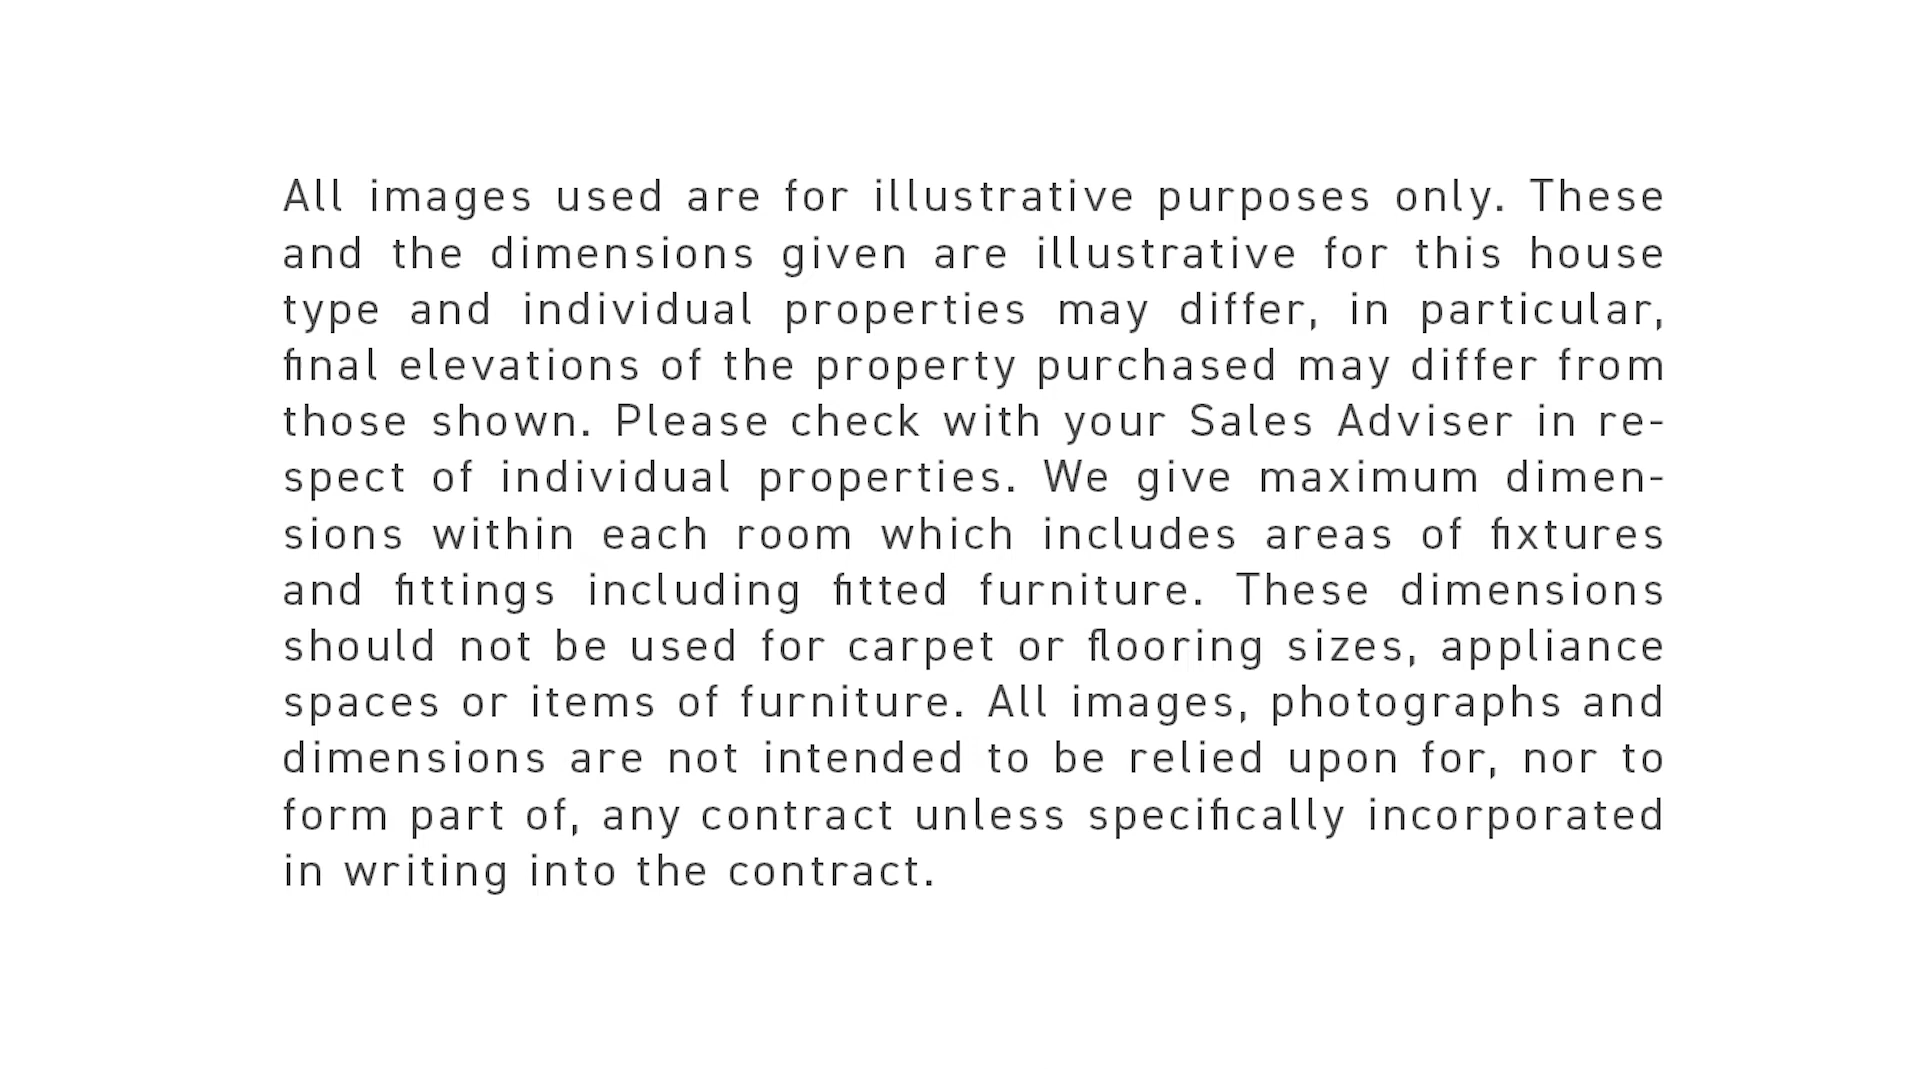 All images used are for illustrative purposes only. These
and the dimensions given are illustrative for this house
type and individual properties may differ, in particular,
final elevations of the property purchased may differ from
those shown. Please check with your Sales Adviser in re-
spect of individual properties. We give maximum dimen-
sions within each room which includes areas of fixtures
and fittings including fitted furniture. These dimensions
should not be used for carpet or flooring sizes, appliance
spaces or items of furniture. All images, photographs and
dimensions are not intended to be relied upon for, nor to
form part of, any contract unless specifically incorporated
in writing into the contract.